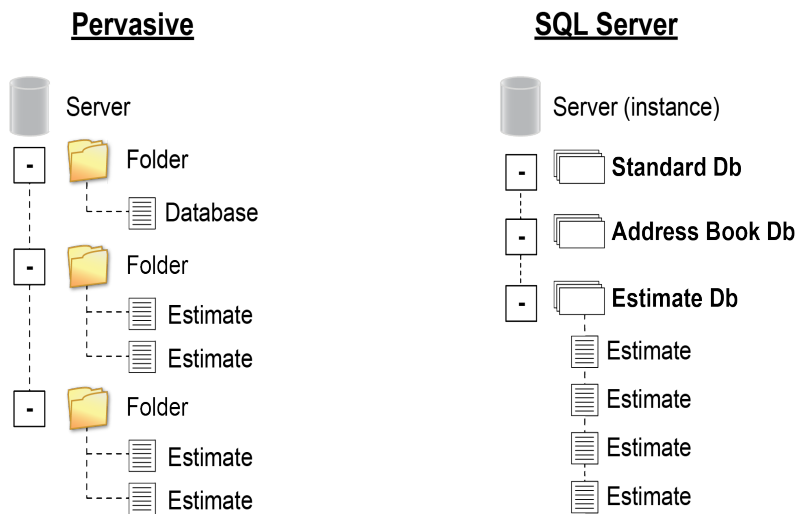 Pervasive
Server
-
Folder
Database
-
Folder
Estimate
Estimate
-
Folder
Estimate
Estimate
SQL Server
Server (instance)
-
Standard Db
-
Address Book Db
-
Estimate Db
Estimate
Estimate
Estimate
Estimate